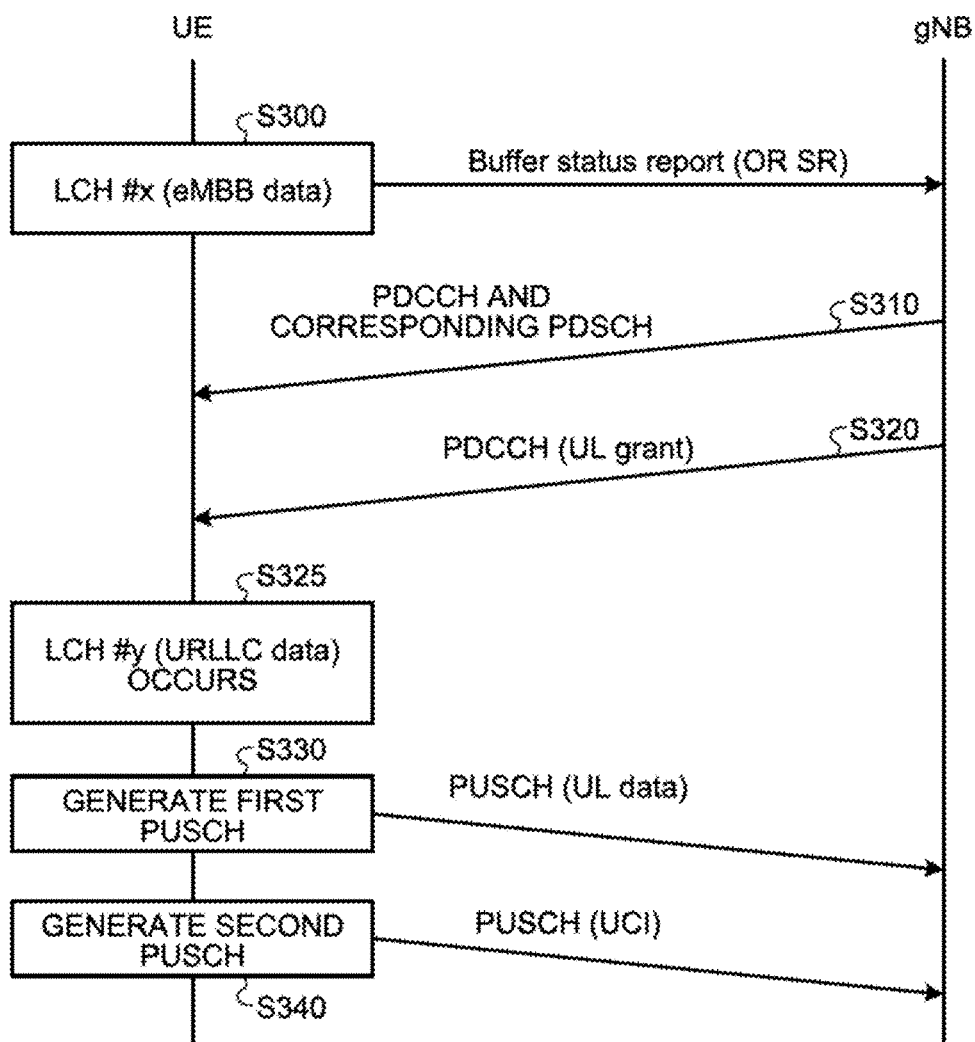 UE
gNB
S300
LCH #x (eMBB data)
Buffer status report (OR SR)
PDCCH AND
CORRESPONDING PDSCH
S310
PDCCH (UL grant)
S320
S325
LCH #y (URLLC data)
OCCURS
S330
GENERATE FIRST
PUSCH
PUSCH (UL data)
GENERATE SECOND
PUSCH
PUSCH (UCI)
S340